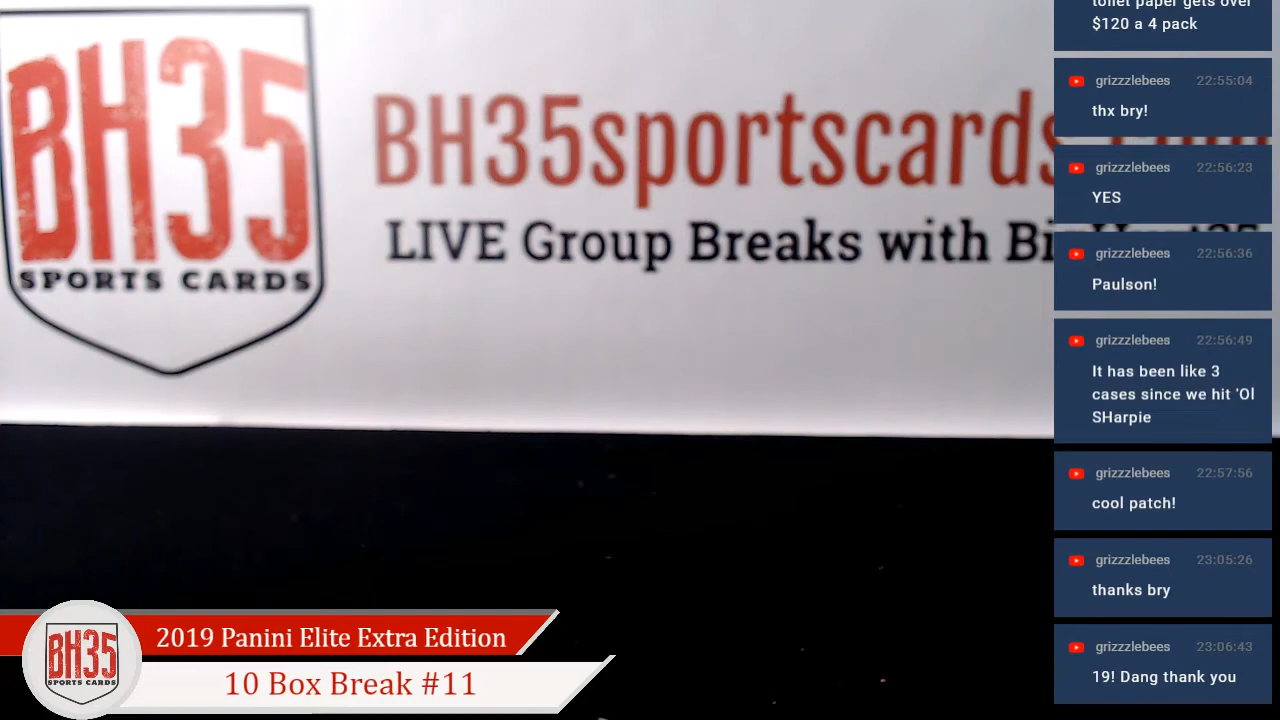 BH35
SPORTS CARDS
BH35sportscards
LIVE Group Breaks with
toilet paper gets over
$120 a 4 pack
grizzzlebees 22:55:04
thx bry!
grizzzlebees 22:56:23
YES
grizzzlebees 22:56:36
Paulson!
grizzzlebees 22:56:49
It has been like 3
cases since we hit 'Ol
SHarpie
grizzzlebees 22:57:56
cool patch!
grizzzlebees 23:05:26
thanks bry
grizzzlebees 23:06:43
19! Dang thank you
BH35
SPORTS CARDS
2019 Panini Elite Extra Edition
10 Box Break #11